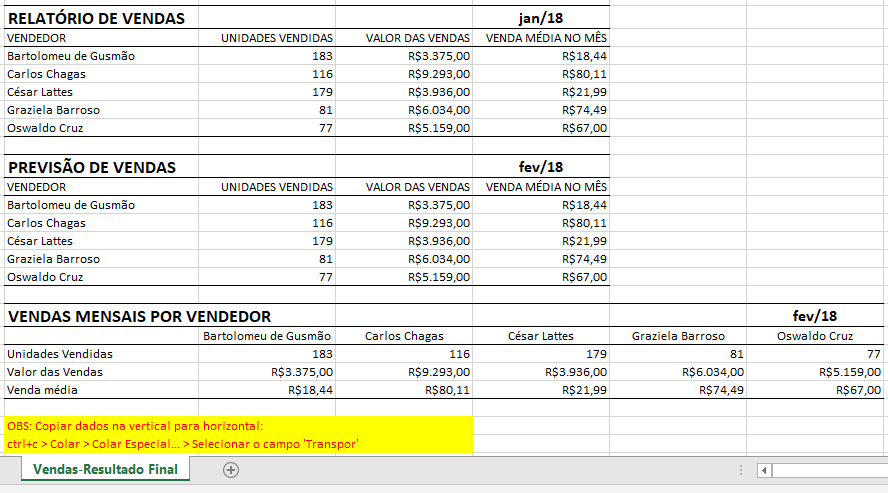 RELATÓRIO DE VENDAS jan/18
VENDEDOR UNIDADES VENDIDAS VALOR DAS VENDAS VENDA MÉDIA NO MÊS
Bartolomeu de Gusmão 183 R$3.375,00 R$18,44
Carlos Chagas 116 R$9.293,00 R$80,11
César Lattes 179 R$3.936,00 R$21,99
Graziela Barroso 81 R$6.034,00 R$74,49
Oswaldo Cruz 77 R$5.159,00 R$67,00
PREVISÃO DE VENDAS fev/18
VENDEDOR UNIDADES VENDIDAS VALOR DAS VENDAS VENDA MÉDIA NO MÊS
Bartolomeu de Gusmão 183 R$3.375,00 R$18,44
Carlos Chagas 116 R$9.293,00 R$80,11
César Lattes 179 R$3.936,00 R$21,99
Graziela Barroso 81 R$6.034,00 R$74,49
Oswaldo Cruz 77 R$5.159,00 R$67,00
VENDAS MENSAIS POR VENDEDOR fev/18
Bartolomeu de Gusmão Carlos Chagas César Lattes Graziela Barroso Oswaldo Cruz
Unidades Vendidas 183 116 179 81 77
Valor das Vendas R$3.375,00 R$9.293,00 R$3.936,00 R$6.034,00 R$5.159,00
Venda média R$18,44 R$80,11 R$21,99 R$74,49 R$67,00
OBS: Copiar dados na vertical para horizontal:
ctrl+c > Colar > Colar Especial... > Selecionar o campo 'Transpor'
Vendas-Resultado Final